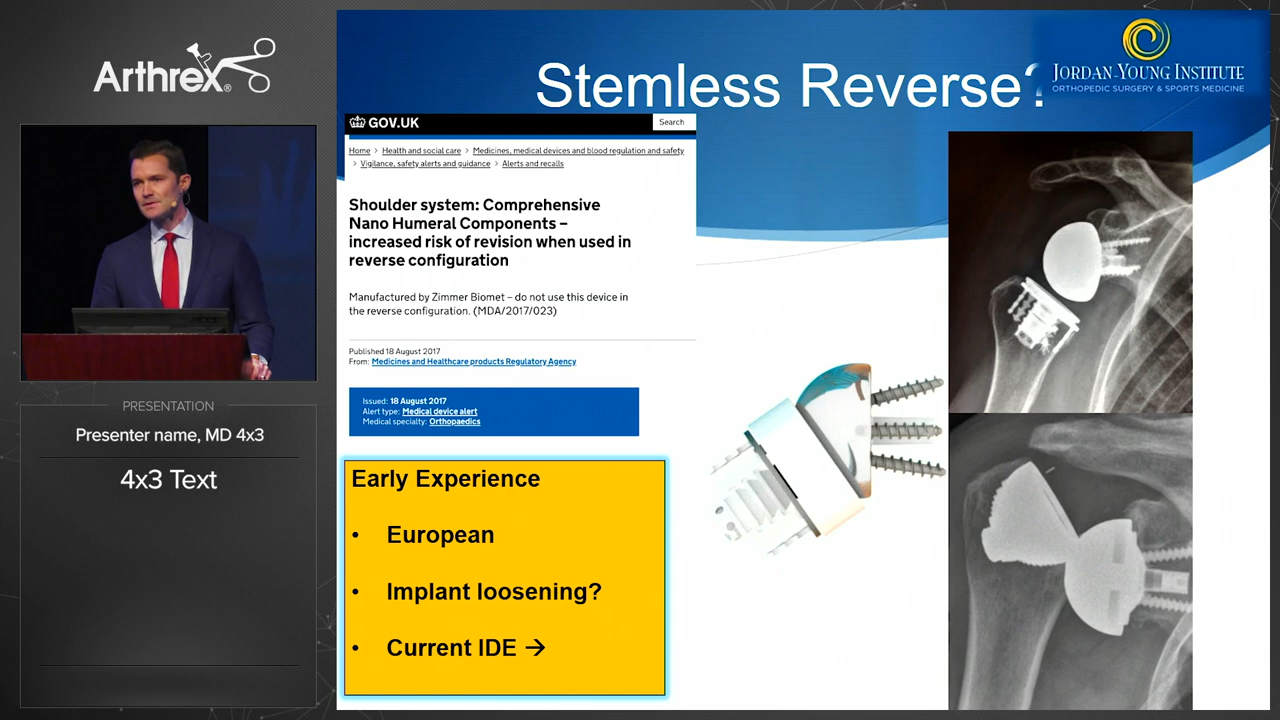 Arthrex®
PRESENTATION
Presenter name, MD 4x3
4x3 Text
Stemless Reverse?
JORDAN-YOUNG INSTITUTE
ORTHOPEDIC SURGERY & SPORTS MEDICINE
GOV.UK
Search
Home > Health and social care > Medicines, medical devices and blood regulation and safety
> Vigilance, safety alerts and guidance > Alerts and recalls
Shoulder system: Comprehensive
Nano Humeral Components –
increased risk of revision when used in
reverse configuration
Manufactured by Zimmer Biomet – do not use this device in
the reverse configuration. (MDA/2017/023)
Published 18 August 2017
From: Medicines and Healthcare products Regulatory Agency
Issued: 18 August 2017
Alert type: Medical device alert
Medical specialty: Orthopaedics
Early Experience
• European
• Implant loosening?
• Current IDE →